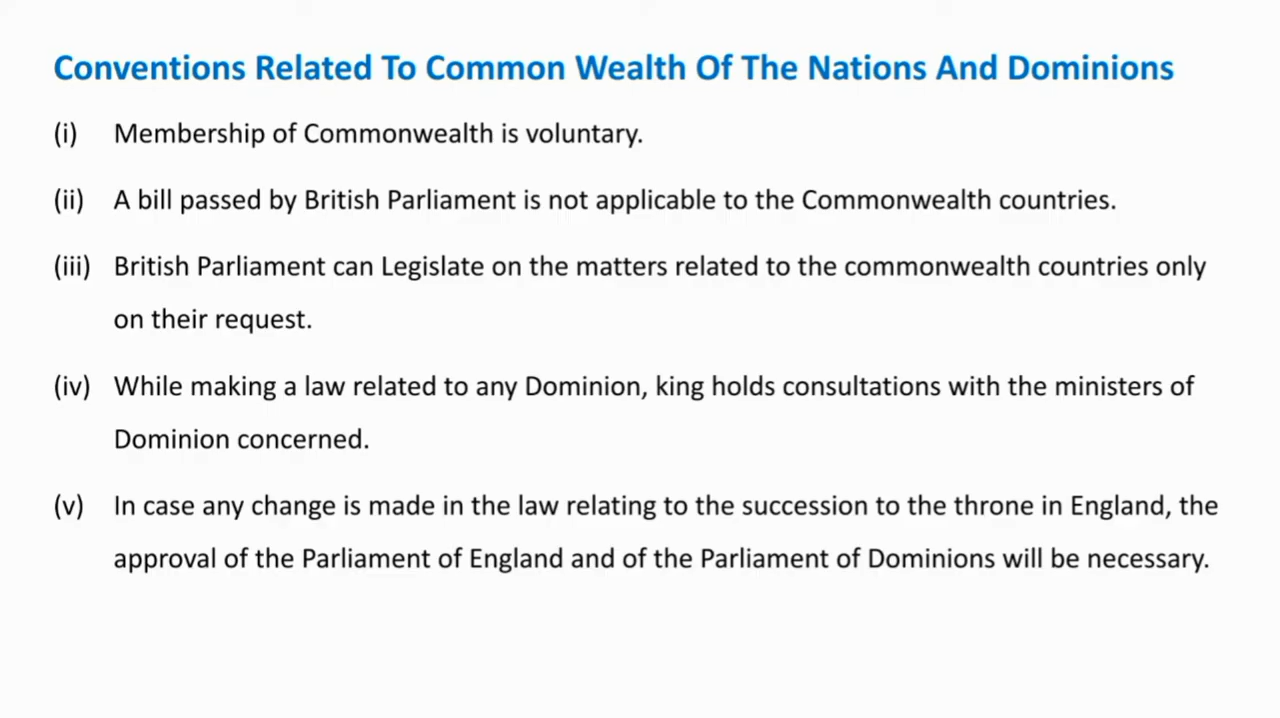 Conventions Related To Common Wealth Of The Nations And Dominions
(i) Membership of Commonwealth is voluntary.
(ii) A bill passed by British Parliament is not applicable to the Commonwealth countries.
(iii) British Parliament can Legislate on the matters related to the commonwealth countries only
on their request.
(iv) While making a law related to any Dominion, king holds consultations with the ministers of
Dominion concerned.
(v) In case any change is made in the law relating to the succession to the throne in England, the
approval of the Parliament of England and of the Parliament of Dominions will be necessary.